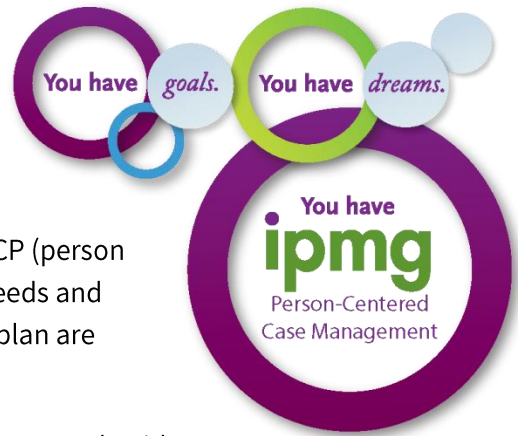 You have goals. You have dreams.
You have
ipmg
Person-Centered
Case Management
CP (person
eeds and
plan are